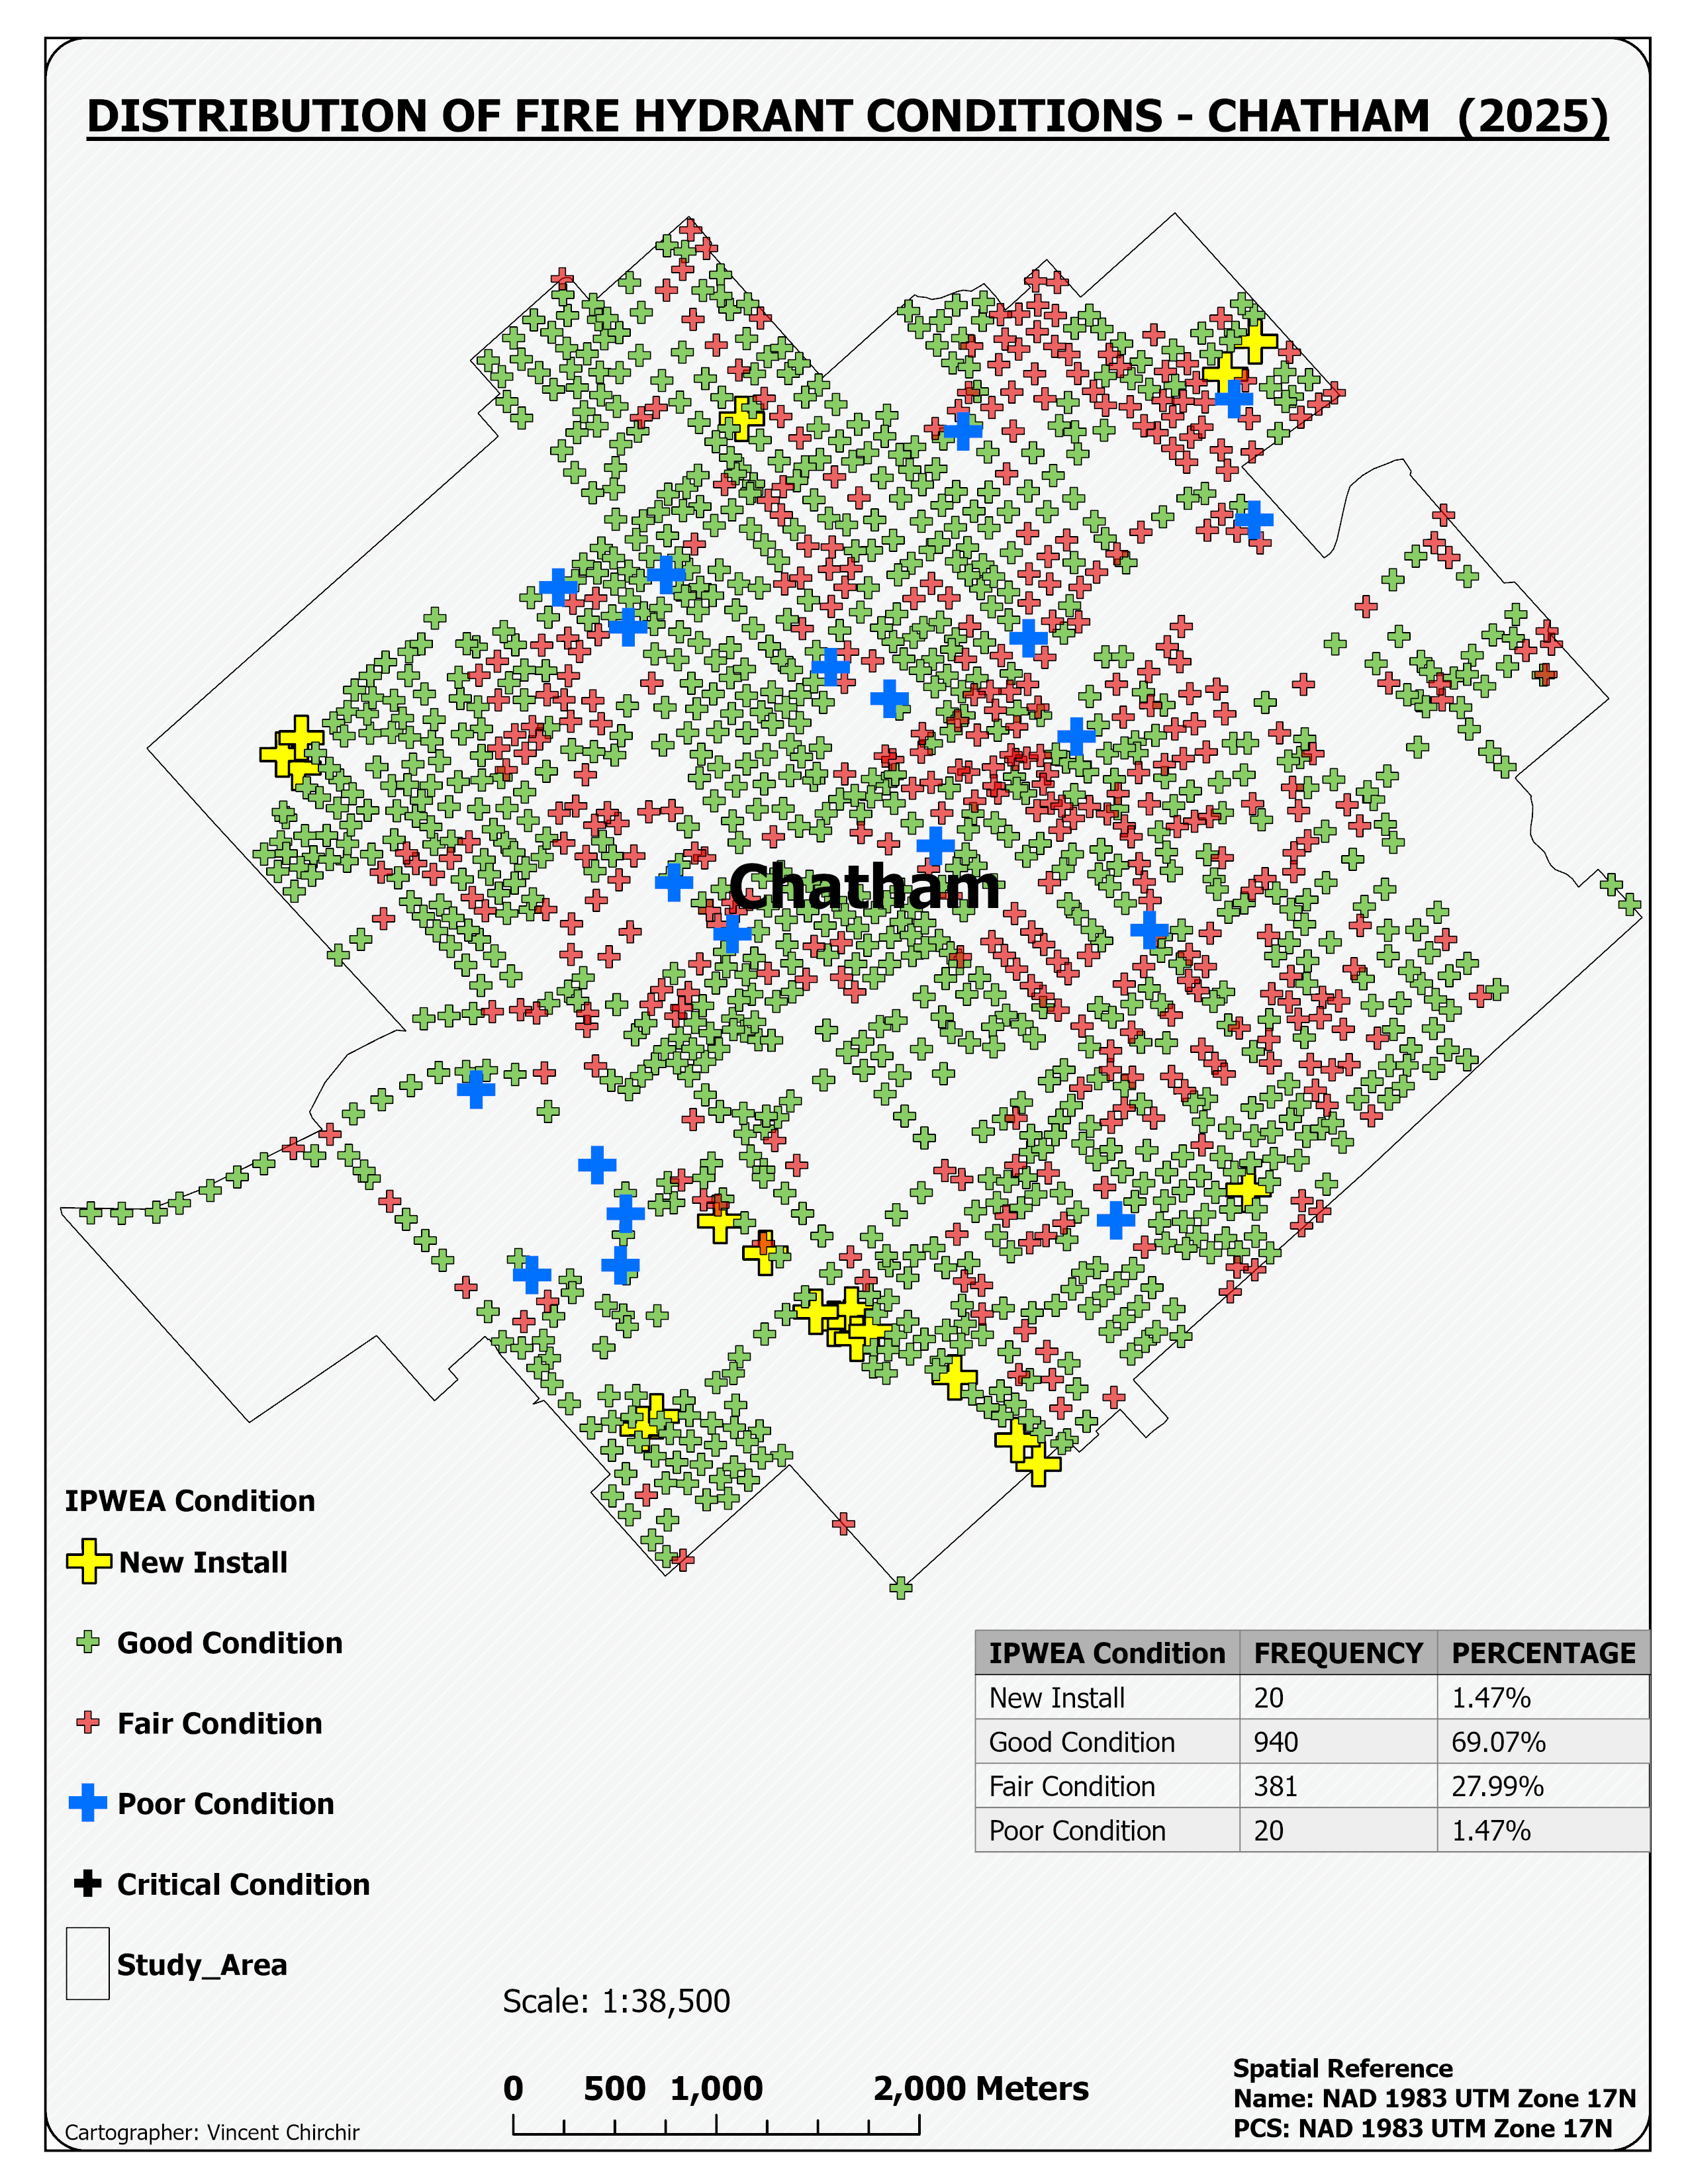 DISTRIBUTION OF FIRE HYDRANT CONDITIONS - CHATHAM (2025)
Chatham
IPWEA Condition
New Install
Good Condition
Fair Condition
Poor Condition
Critical Condition
Study_Area
IPWEA Condition FREQUENCY PERCENTAGE
New Install 20 1.47%
Good Condition 940 69.07%
Fair Condition 381 27.99%
Poor Condition 20 1.47%
Scale: 1:38,500
0 500 1,000 2,000 Meters
Spatial Reference
Name: NAD 1983 UTM Zone 17N
PCS: NAD 1983 UTM Zone 17N
Cartographer: Vincent Chirchir